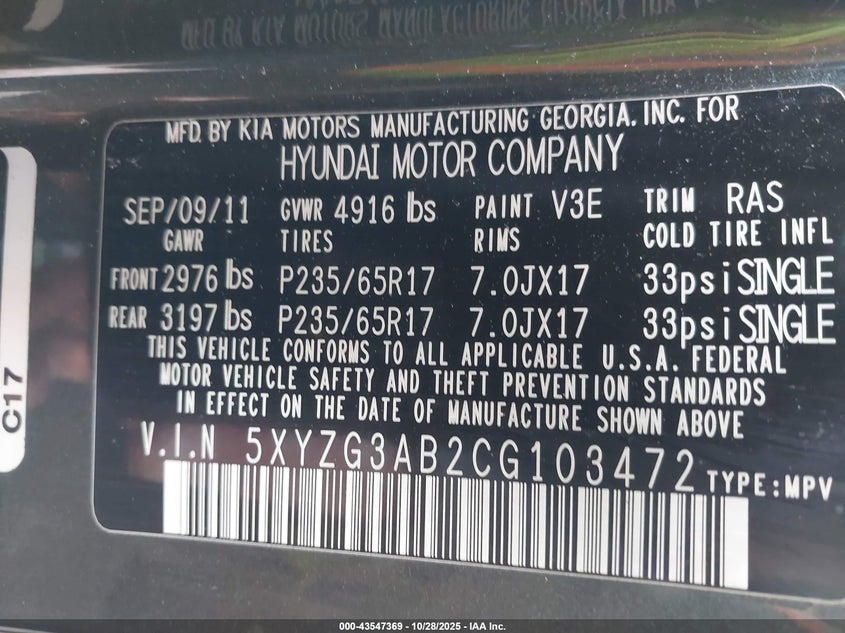 MFD. BY KIA MOTORS MANUFACTURING GEORGIA. INC. FOR
HYUNDAI MOTOR COMPANY
SEP/09/11 GVWR 4916 lbs PAINT V3E TRIM RAS
GAWR TIRES RIMS COLD TIRE INFL
FRONT 2976 lbs P235/65R17 7.0JX17 33psi SINGLE
REAR 3197 lbs P235/65R17 7.0JX17 33psi SINGLE
THIS VEHICLE CONFORMS TO ALL APPLICABLE U.S.A. FEDERAL
MOTOR VEHICLE SAFETY AND THEFT PREVENTION STANDARDS
IN EFFECT ON THE DATE OF MANUFACTURE SHOWN ABOVE
V.I.N 5XYZG3AB2CG103472 TYPE:MPV
C17
000-43547369 | 10/28/2025 - IAA Inc.